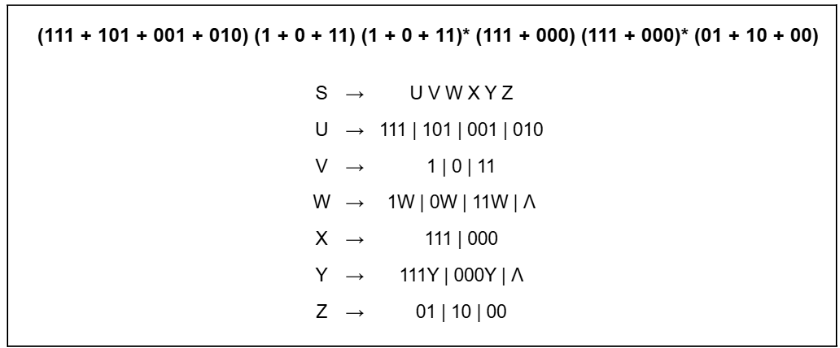 (111 + 101 + 001 + 010) (1 + 0 + 11) (1 + 0 + 11)* (111 + 000) (111 + 000)* (01 + 10 + 00)
S → U V W X Y Z
U → 111 | 101 | 001 | 010
V → 1 | 0 | 11
W → 1W | 0W | 11W | Λ
X → 111 | 000
Y → 111Y | 000Y | Λ
Z → 01 | 10 | 00